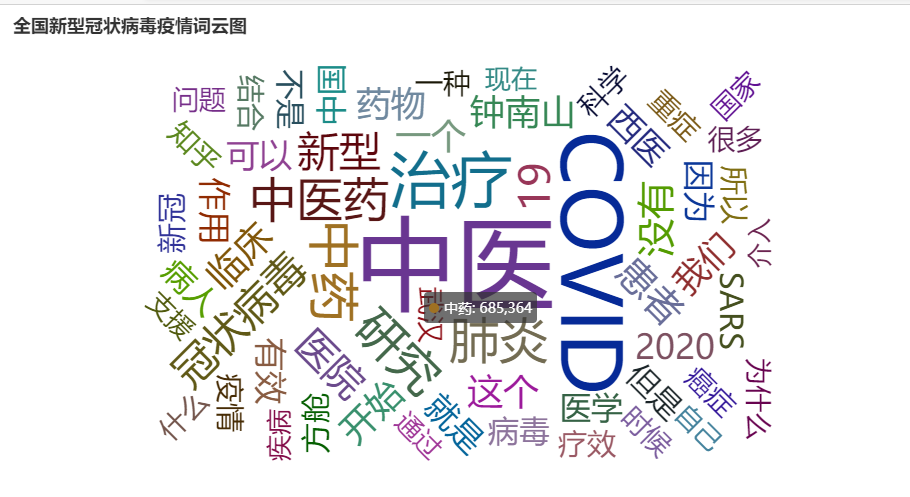 全国新型冠状病毒疫情词云图
问题
结合
不是
国中
药物
一种
现在
钟南山
科学
西医
重症
国家
很多
知乎
可以
新型
一个
治疗
19
COVID
没有
因为
所以
介入
新冠
作用
临床
中医药
中药
中医
患者
我们
SARS
病人
支援
冠状病毒
武汉
中药: 685,364
研究
肺炎
2020
什么
疫情
有效
医院
疾病
方舱
开始
通过
就是
这个
病毒
医学
疗效
但是
时候
自己
癌症
为什么